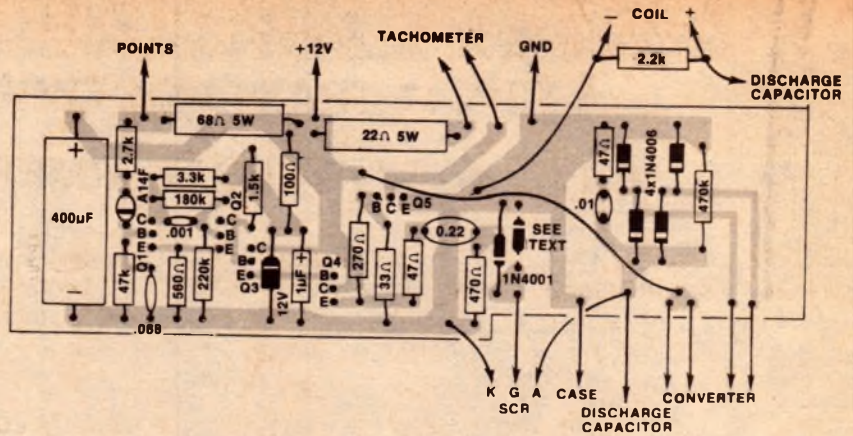 − COIL +
POINTS
+12V
TACHOMETER
GND
2.2k
DISCHARGE
CAPACITOR
68Ω 5W
22Ω 5W
+
2.7k
A14F
3.3k
180k
Q2
1.5k
100Ω
400µF
C
B
E
.001
C
B
E
Q1
47k
560Ω
220k
.068
C
B
E
Q3
12V
1µF
+
Q4
B
C
E
270Ω
33Ω
47Ω
B C E
Q5
0.22
470Ω
SEE
TEXT
1N4001
47Ω
.01
4x1N4006
470k
−
K G A
SCR
CASE
DISCHARGE
CAPACITOR
CONVERTER